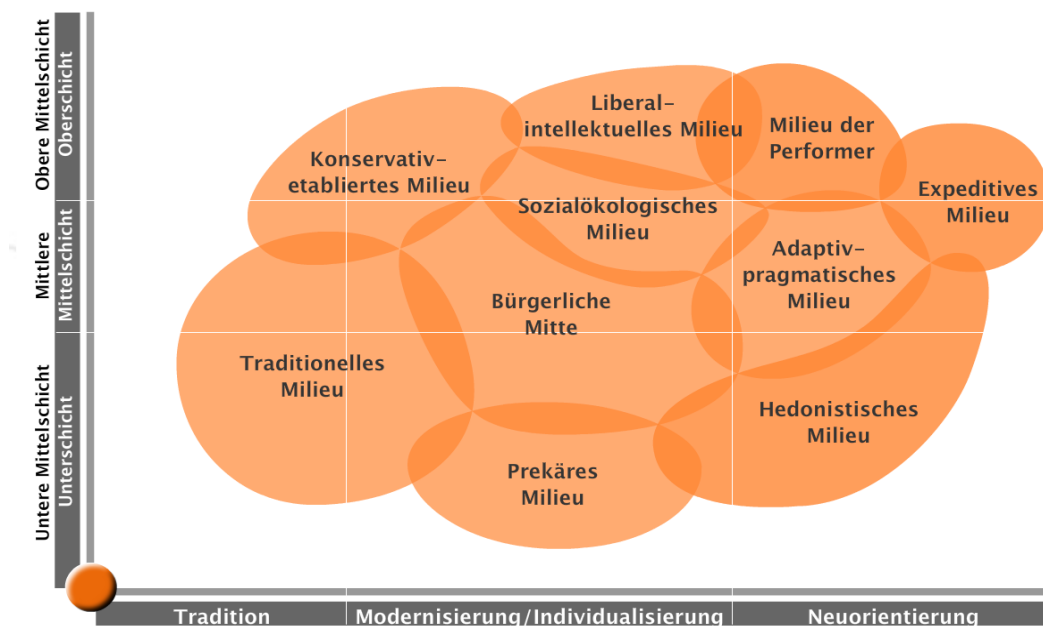 Obere Mittelschicht
Oberschicht
Mittlere
Mittelschicht
Untere Mittelschicht
Unterschicht
Liberal-
intellektuelles Milieu
Milieu der
Performer
Konservativ-
etabliertes Milieu
Expeditives
Milieu
Sozialökologisches
Milieu
Adaptiv-
pragmatisches
Milieu
Bürgerliche
Mitte
Traditionelles
Milieu
Hedonistisches
Milieu
Prekäres
Milieu
Tradition
Modernisierung/Individualisierung
Neuorientierung